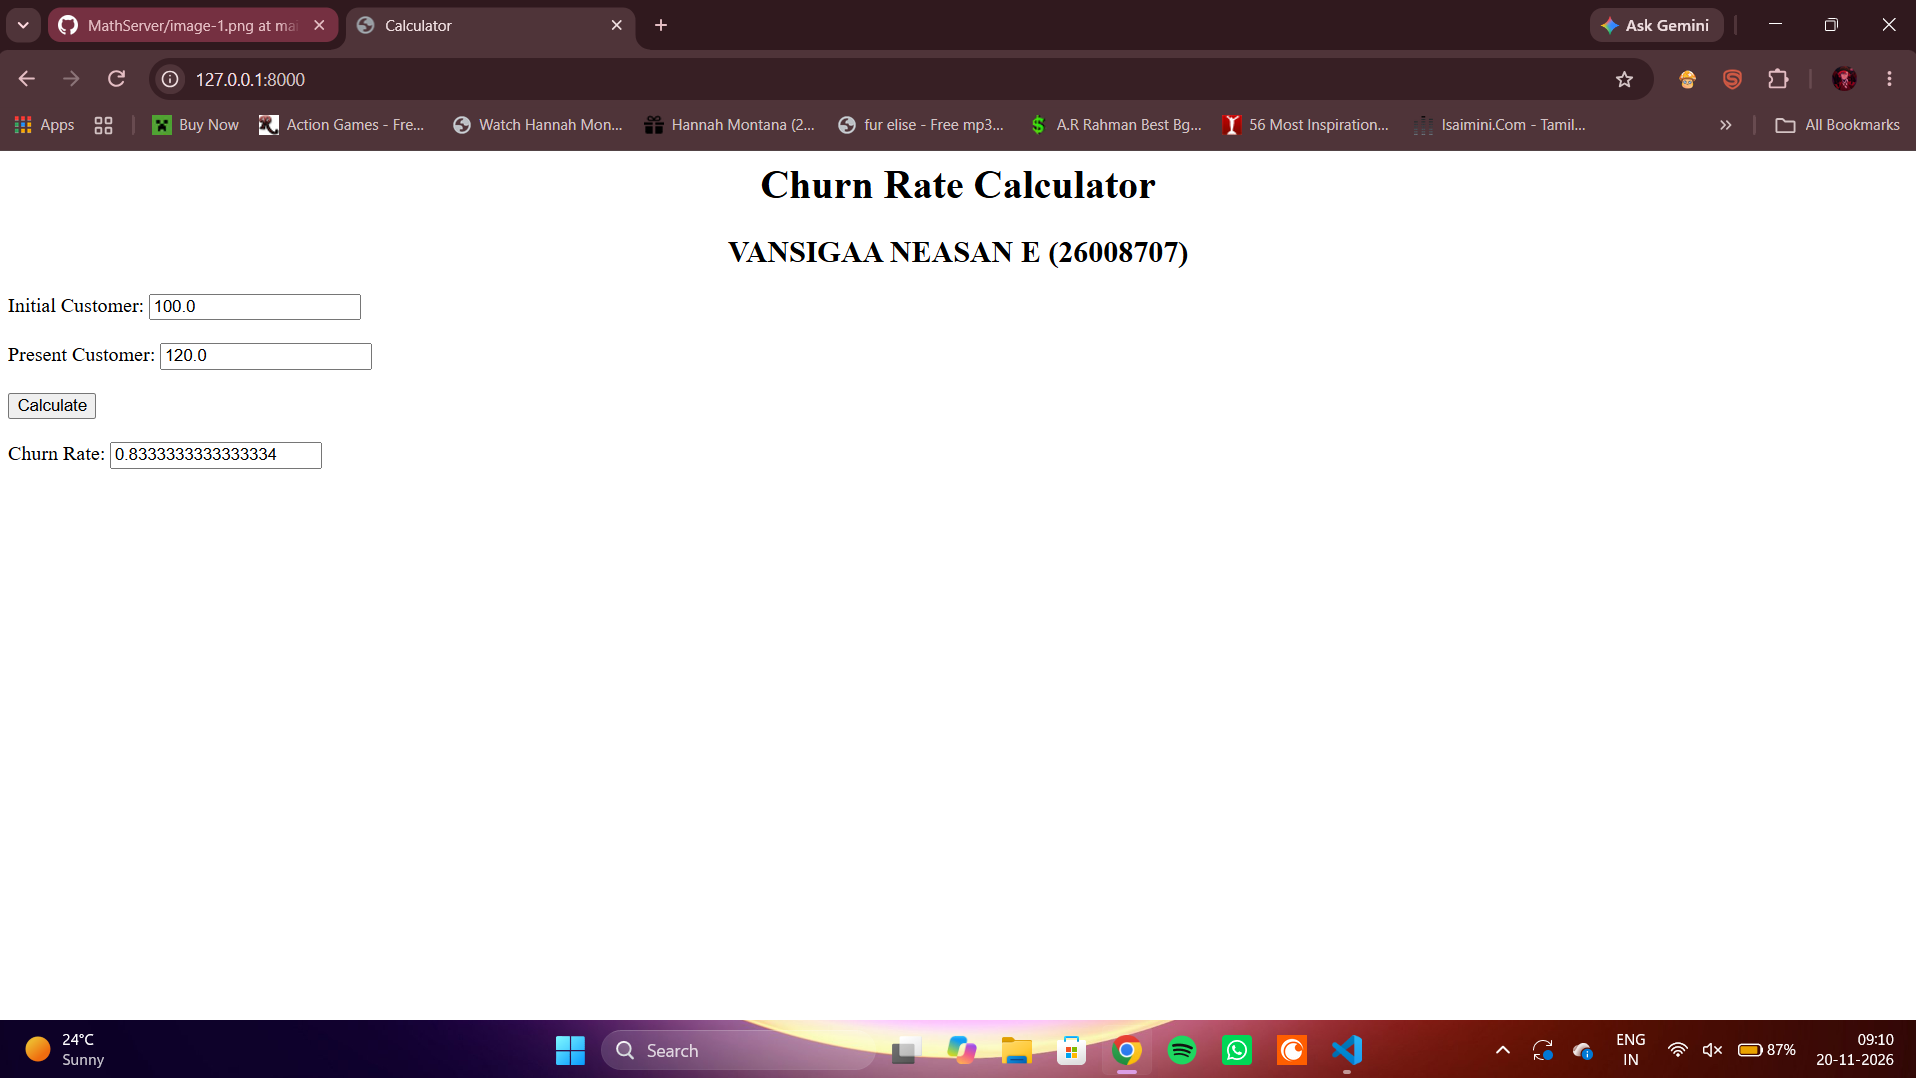 MathServer/image-1.png at mai
Calculator
Ask Gemini
127.0.0.1:8000
Apps
Buy Now
Action Games - Fre...
Watch Hannah Mon...
Hannah Montana (2...
fur elise - Free mp3...
A.R Rahman Best Bg...
56 Most Inspiration...
Isaimini.Com - Tamil...
All Bookmarks
Churn Rate Calculator
VANSIGAA NEASAN E (26008707)
Initial Customer: 100.0
Present Customer: 120.0
Calculate
Churn Rate: 0.8333333333333334
24°C
Sunny
Search
ENG
IN
87%
09:10
20-11-2026